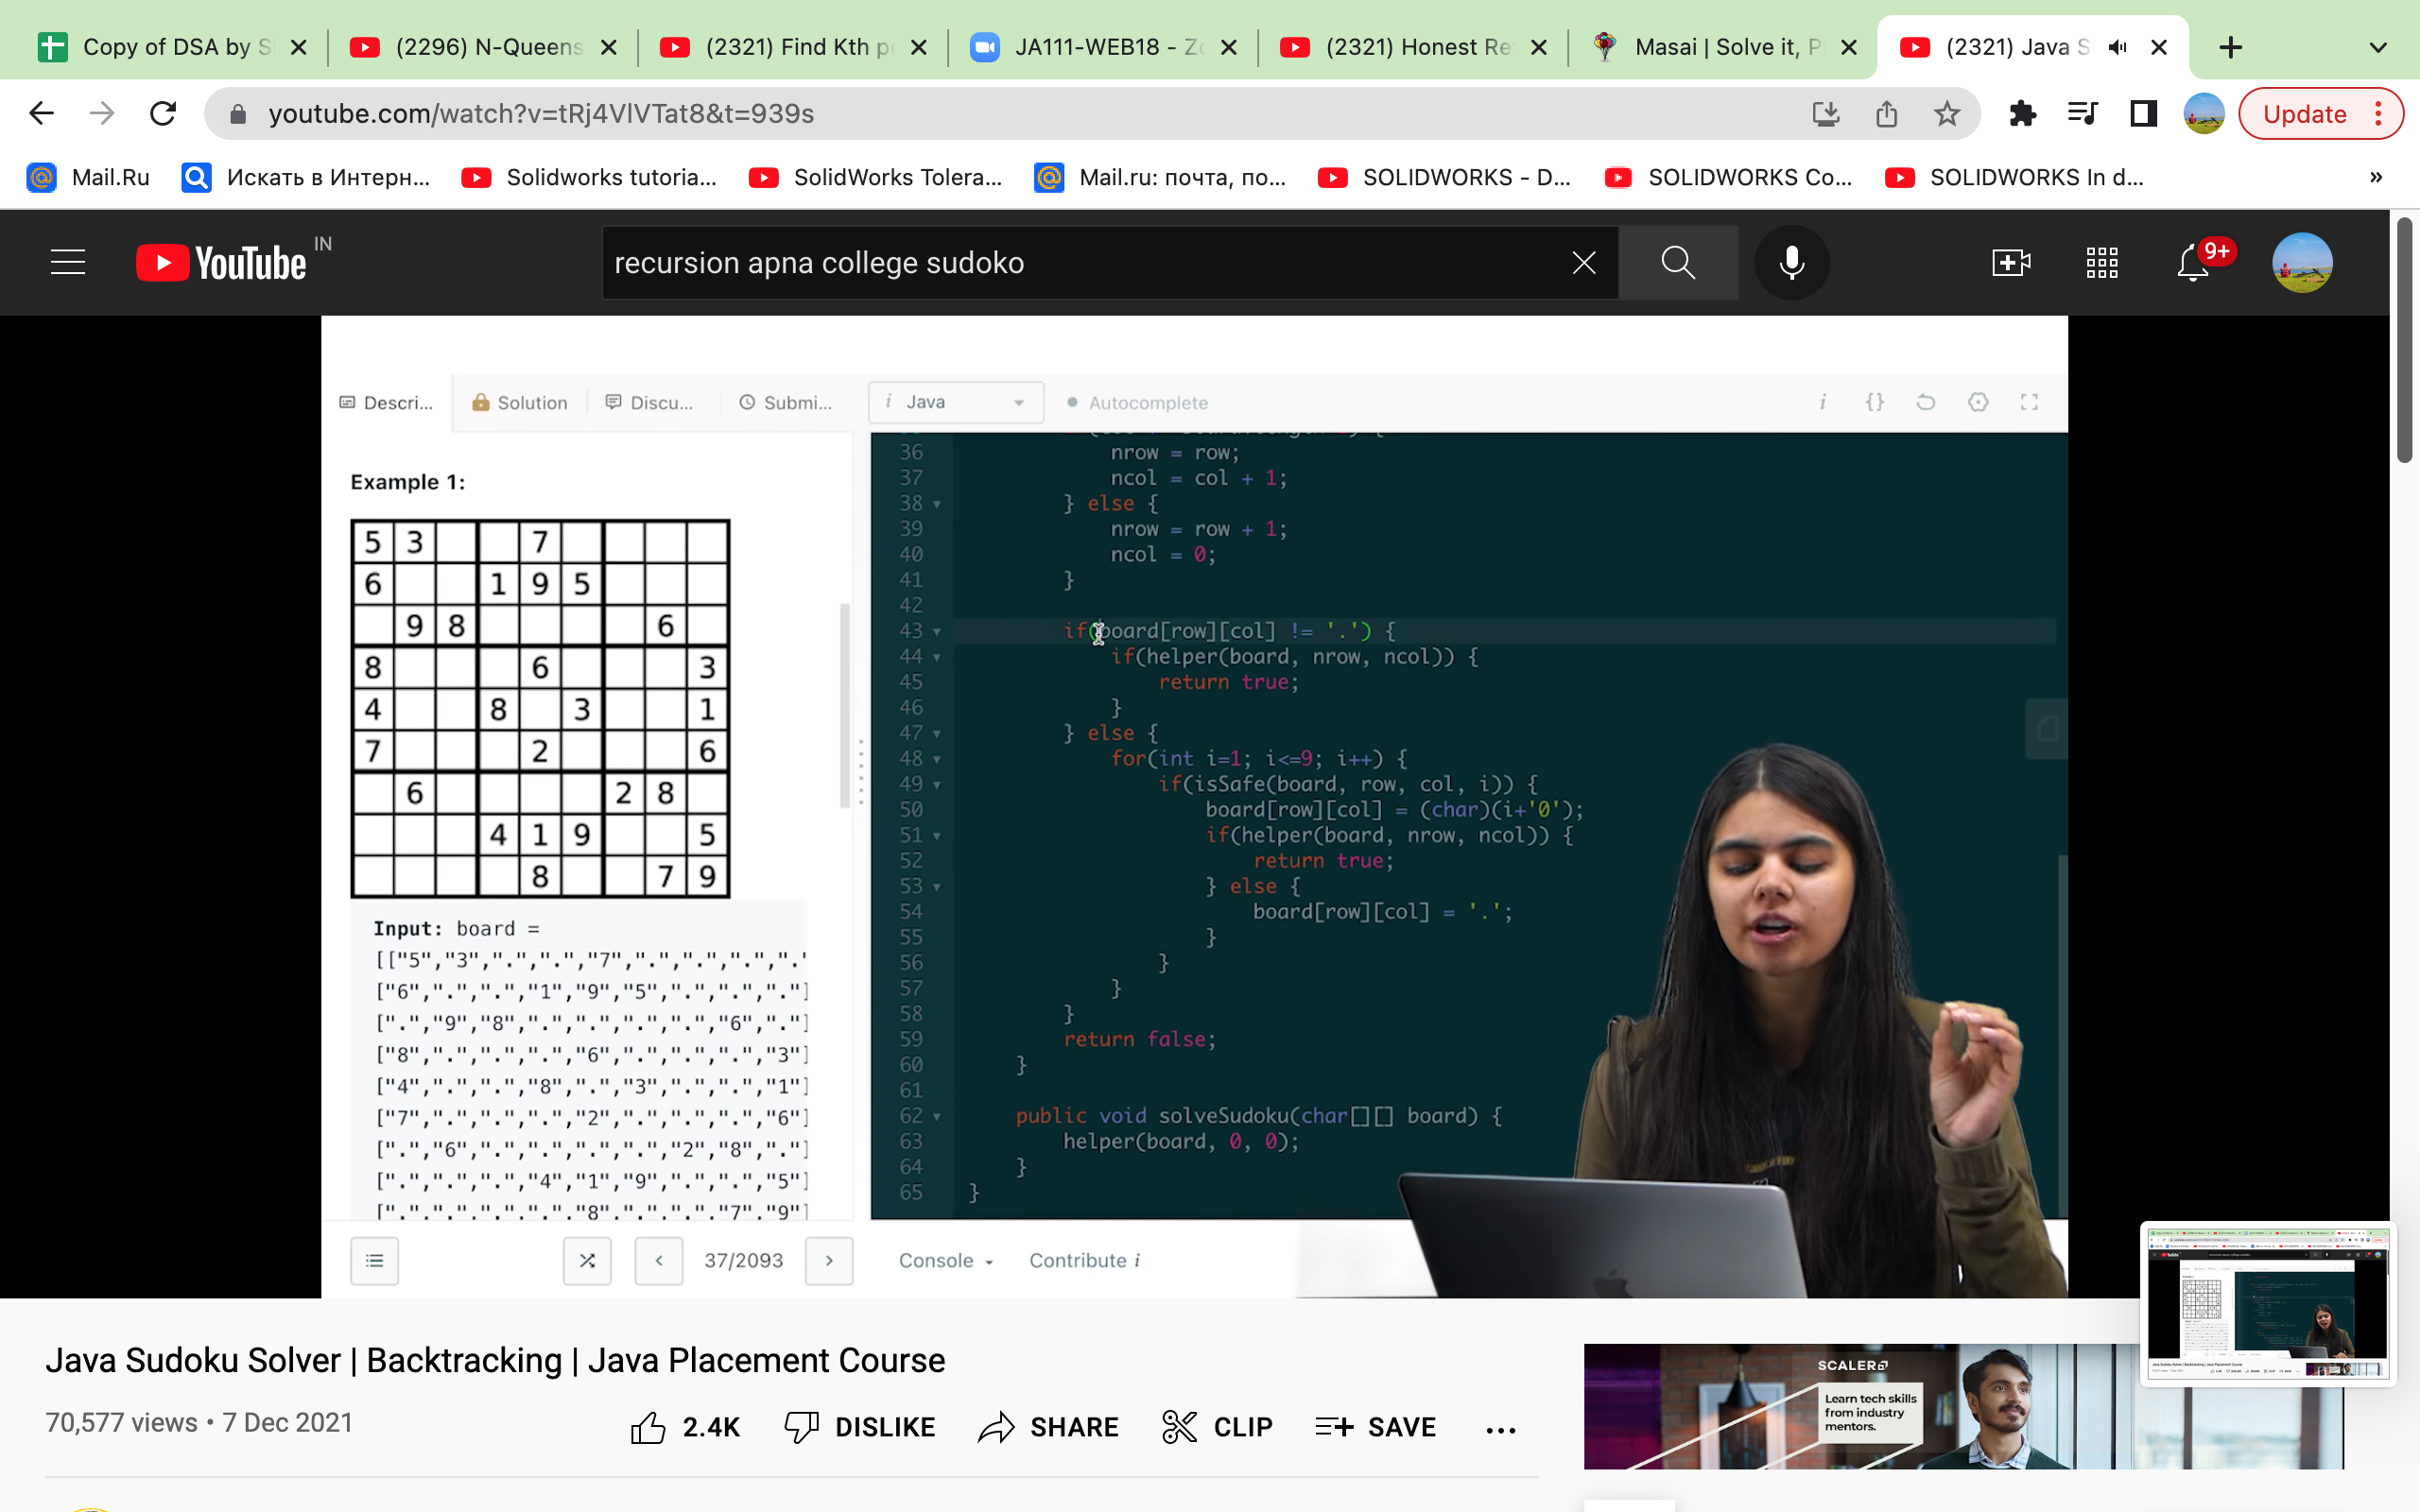 Copy of DSA by S
(2296) N-Queens
(2321) Find Kth p
JA111-WEB18 - Zo
(2321) Honest Re
Masai | Solve it, P
(2321) Java S
youtube.com/watch?v=tRj4VlVTat8&t=939s
Update
Mail.Ru
Искать в Интерн...
Solidworks tutoria...
SolidWorks Tolera...
Mail.ru: почта, по...
SOLIDWORKS - D...
SOLIDWORKS Co...
SOLIDWORKS In d...
»
YouTube IN
recursion apna college sudoko
9+
Descri...
Solution
Discu...
Submi...
i Java
Autocomplete
i {}
Example 1:
5 3 7
6 1 9 5
9 8 6
8 6 3
4 8 3 1
7 2 6
6 2 8
4 1 9 5
8 7 9
Input: board =
[["5","3",".",".","7",".",".",".",".'
["6",".",".","1","9","5",".",".","."]
[".","9","8",".",".",".",".","6","."]
["8",".",".",".","6",".",".",".","3"]
["4",".",".","8",".","3",".",".","1"]
["7",".",".",".","2",".",".",".","6"]
[".","6",".",".",".",".","2","8","."]
[".",".",".","4","1","9",".",".","5"]
[".",".",".",".","8",".",".","7","9"]
36 nrow = row;
37 ncol = col + 1;
38 } else {
39 nrow = row + 1;
40 ncol = 0;
41 }
42
43 if(board[row][col] != '.') {
44 if(helper(board, nrow, ncol)) {
45 return true;
46 }
47 } else {
48 for(int i=1; i<=9; i++) {
49 if(isSafe(board, row, col, i)) {
50 board[row][col] = (char)(i+'0');
51 if(helper(board, nrow, ncol)) {
52 return true;
53 } else {
54 board[row][col] = '.';
55 }
56 }
57 }
58 }
59 return false;
60 }
61
62 public void solveSudoku(char[][] board) {
63 helper(board, 0, 0);
64 }
65 }
37/2093
Console
Contribute i
Java Sudoku Solver | Backtracking | Java Placement Course
70,577 views • 7 Dec 2021
2.4K
DISLIKE
SHARE
CLIP
SAVE
SCALER
Learn tech skills
from industry
mentors.